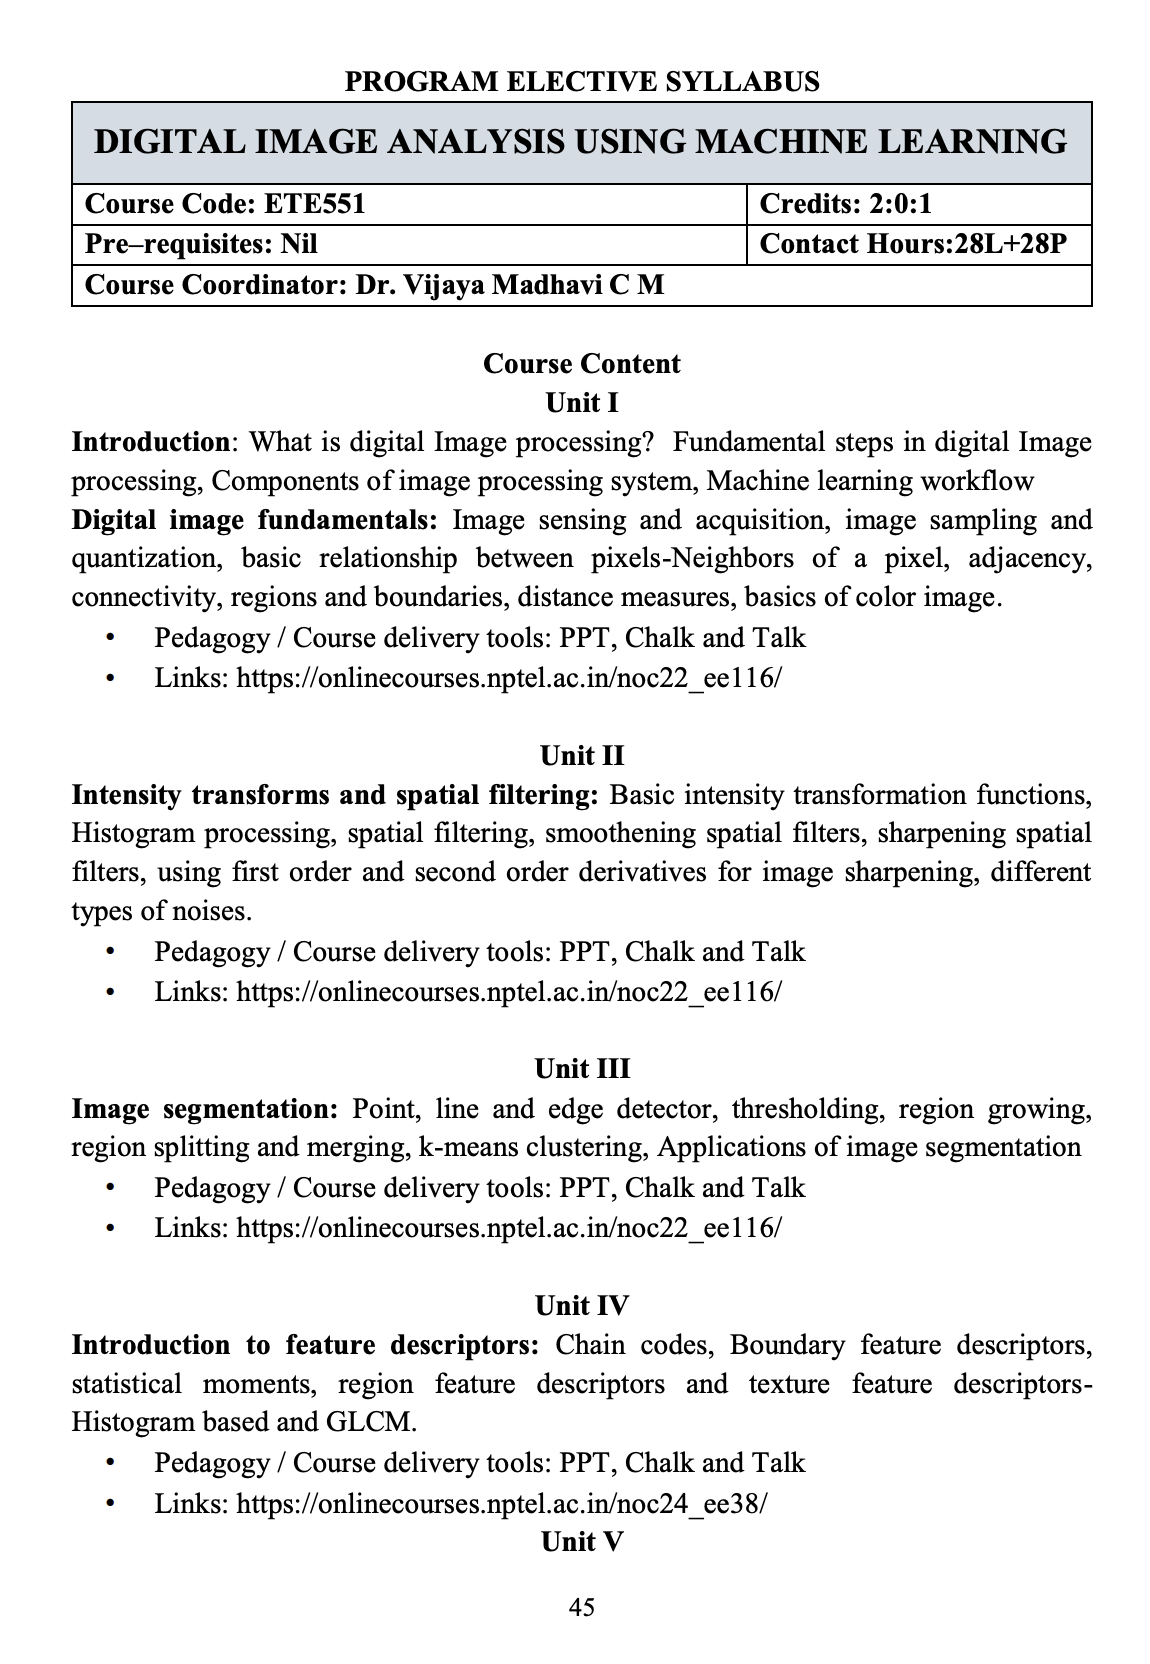 PROGRAM ELECTIVE SYLLABUS
DIGITAL IMAGE ANALYSIS USING MACHINE LEARNING
Course Code: ETE551
Credits: 2:0:1
Pre–requisites: Nil
Contact Hours:28L+28P
Course Coordinator: Dr. Vijaya Madhavi C M
Course Content
Unit I
Introduction: What is digital Image processing?  Fundamental steps in digital Image
processing, Components of image processing system, Machine learning workflow
Digital image fundamentals: Image sensing and acquisition, image sampling and
quantization, basic relationship between pixels-Neighbors of a pixel, adjacency,
connectivity, regions and boundaries, distance measures, basics of color image.
• Pedagogy / Course delivery tools: PPT, Chalk and Talk
• Links: https://onlinecourses.nptel.ac.in/noc22_ee116/
Unit II
Intensity transforms and spatial filtering: Basic intensity transformation functions,
Histogram processing, spatial filtering, smoothening spatial filters, sharpening spatial
filters, using first order and second order derivatives for image sharpening, different
types of noises.
• Pedagogy / Course delivery tools: PPT, Chalk and Talk
• Links: https://onlinecourses.nptel.ac.in/noc22_ee116/
Unit III
Image segmentation: Point, line and edge detector, thresholding, region growing,
region splitting and merging, k-means clustering, Applications of image segmentation
• Pedagogy / Course delivery tools: PPT, Chalk and Talk
• Links: https://onlinecourses.nptel.ac.in/noc22_ee116/
Unit IV
Introduction to feature descriptors: Chain codes, Boundary feature descriptors,
statistical moments, region feature descriptors and texture feature descriptors-
Histogram based and GLCM.
• Pedagogy / Course delivery tools: PPT, Chalk and Talk
• Links: https://onlinecourses.nptel.ac.in/noc24_ee38/
Unit V
45